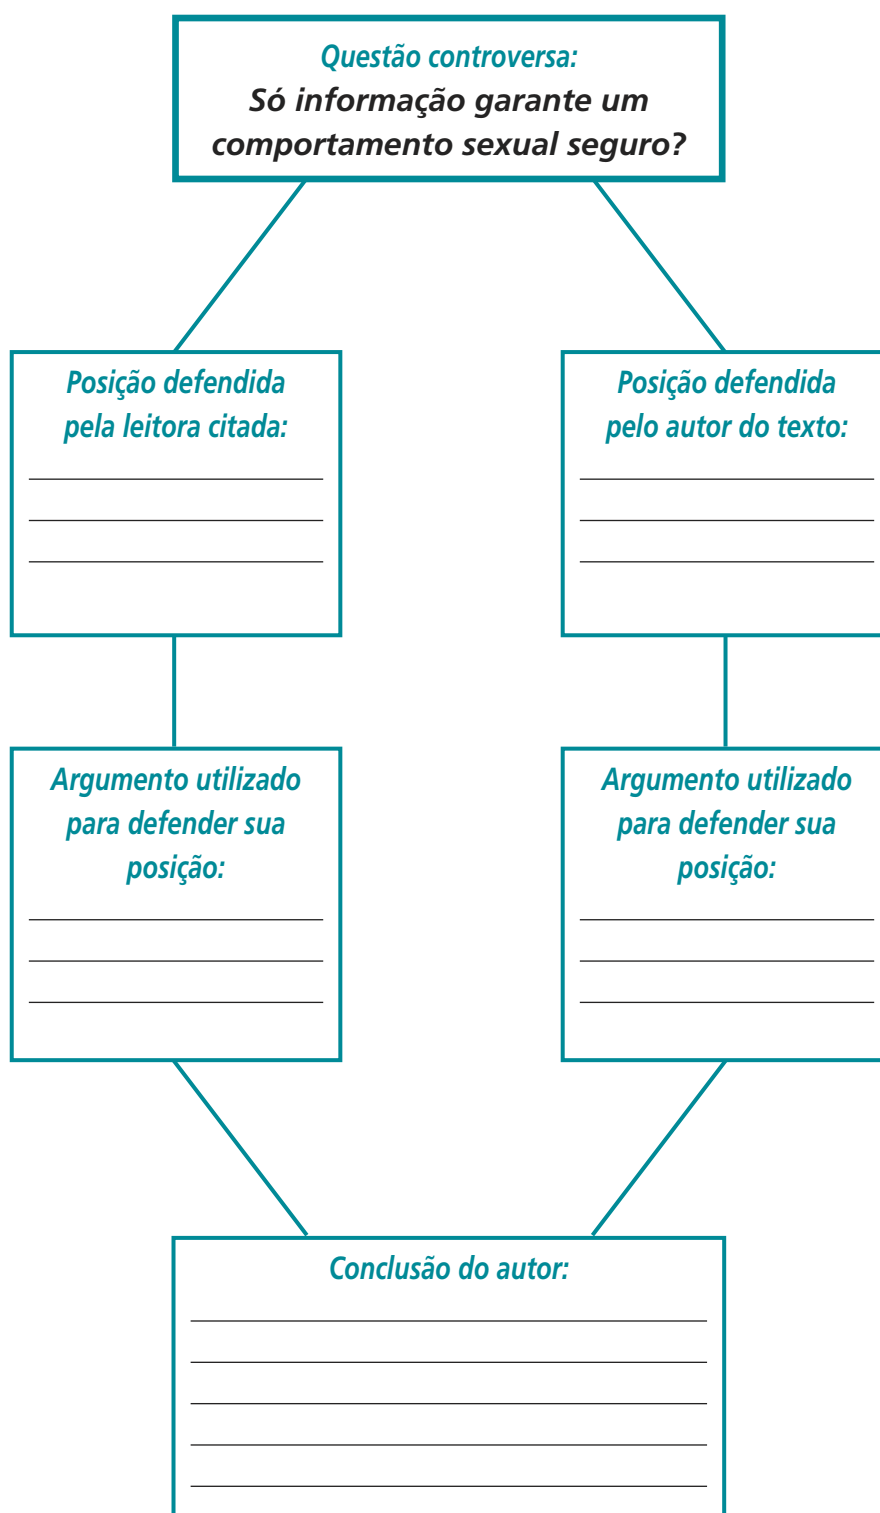 Questão controversa:
Só informação garante um
comportamento sexual seguro?
Posição defendida
pela leitora citada:
Posição defendida
pelo autor do texto:
Argumento utilizado
para defender sua
posição:
Argumento utilizado
para defender sua
posição:
Conclusão do autor: